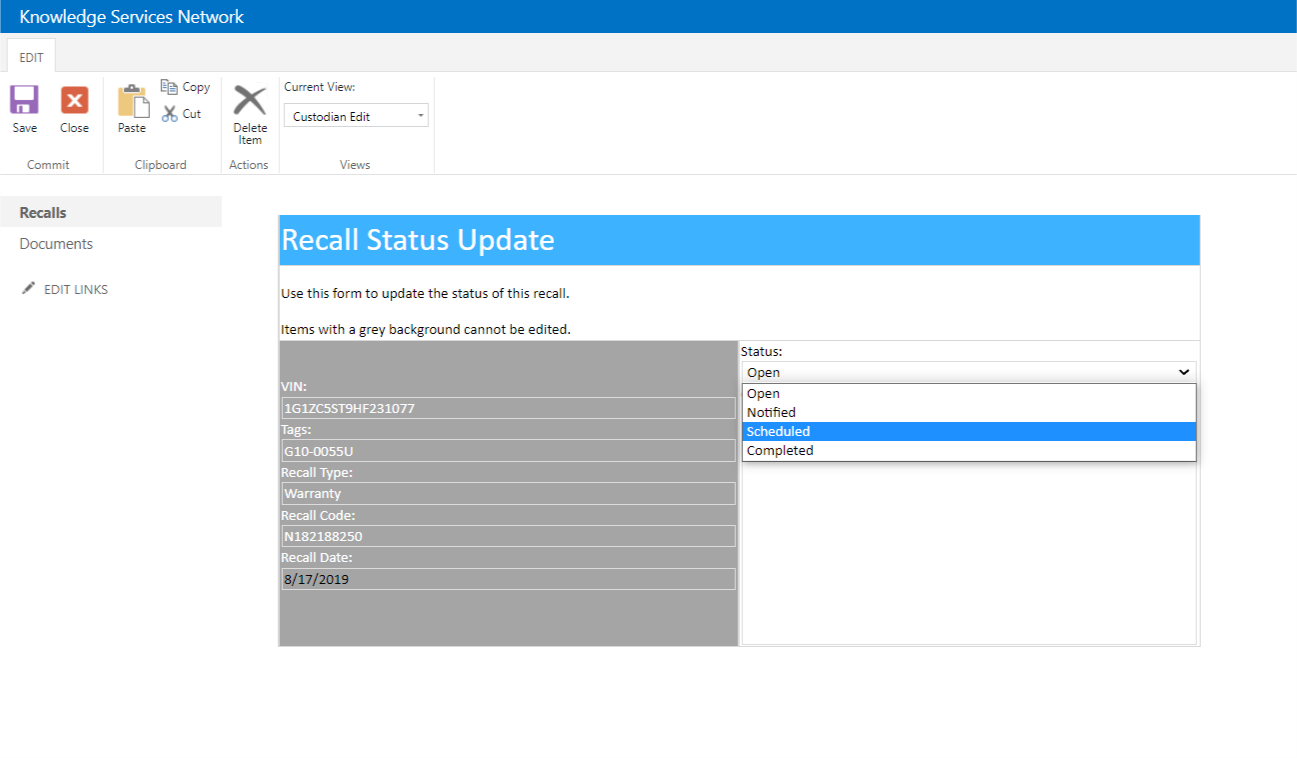 Knowledge Services Network
EDIT
Save
Close
Commit
Paste
Copy
Cut
Clipboard
Delete
Item
Actions
Current View:
Custodian Edit
Views
Recalls
Documents
EDIT LINKS
Recall Status Update
Use this form to update the status of this recall.
Items with a grey background cannot be edited.
VIN:
1G1ZC5ST9HF231077
Tags:
G10-0055U
Recall Type:
Warranty
Recall Code:
N182188250
Recall Date:
8/17/2019
Status:
Open
Open
Notified
Scheduled
Completed